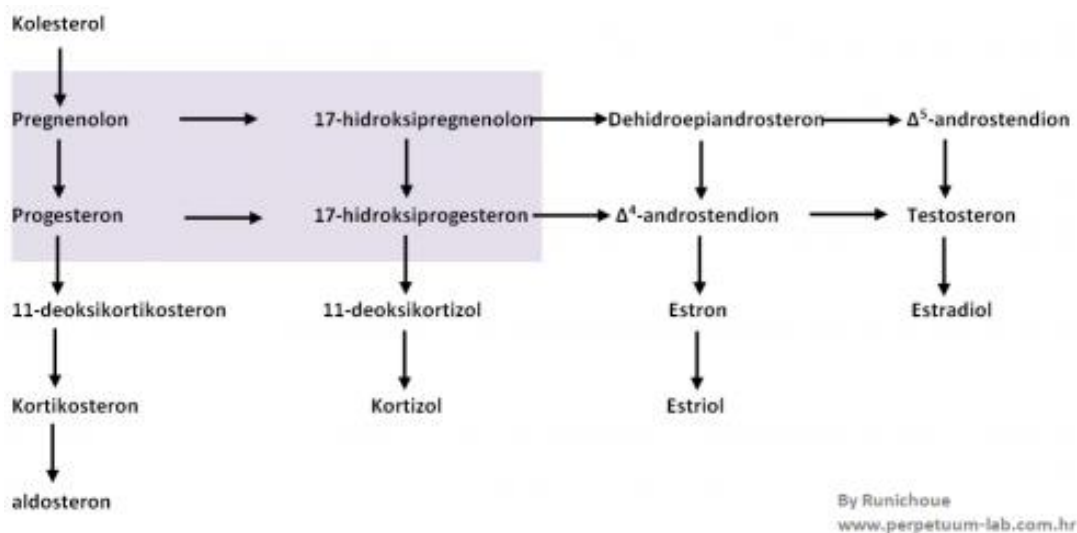 Kolesterol
Pregnenolon 17-hidroksipregnenolon Dehidroepiandrosteron Δ⁵-androstendion
Progesteron 17-hidroksiprogesteron Δ⁴-androstendion Testosteron
11-deoksikortikosteron 11-deoksikortizol Estron Estradiol
Kortikosteron Kortizol Estriol
aldosteron
By Runichoue
www.perpetuum-lab.com.hr